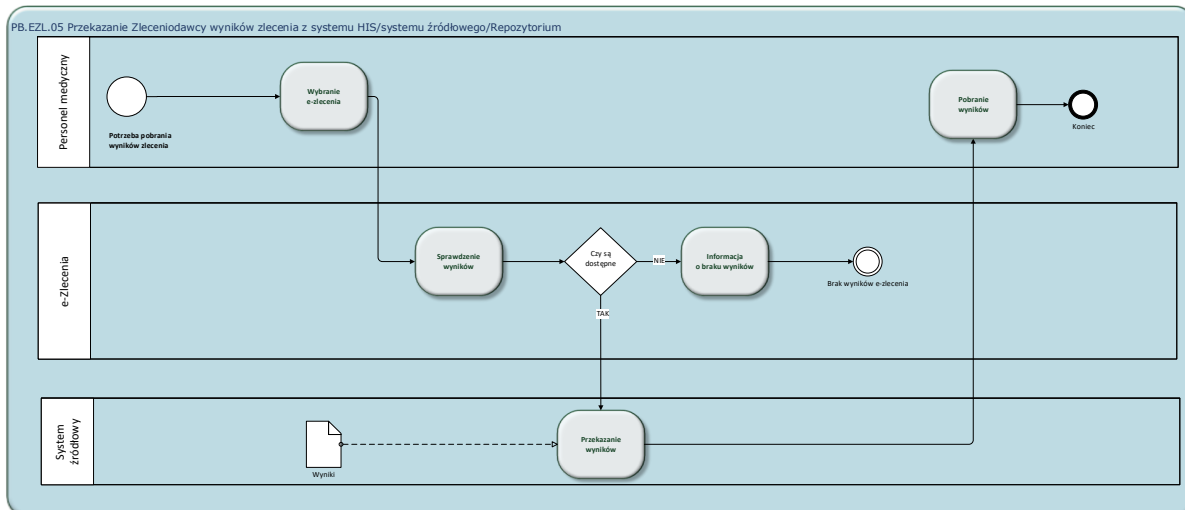 PB.EZL.05 Przekazanie Zleceniodawcy wyników zlecenia z systemu HIS/systemu źródłowego/Repozytorium
Personel medyczny
Potrzeba pobrania
wyników zlecenia
Wybranie
e-zlecenia
Pobranie
wyników
Koniec
e-Zlecenia
Sprawdzenie
wyników
Czy są
dostępne
NIE
Informacja
o braku wyników
Brak wyników e-zlecenia
TAK
System
źródłowy
Wyniki
Przekazanie
wyników